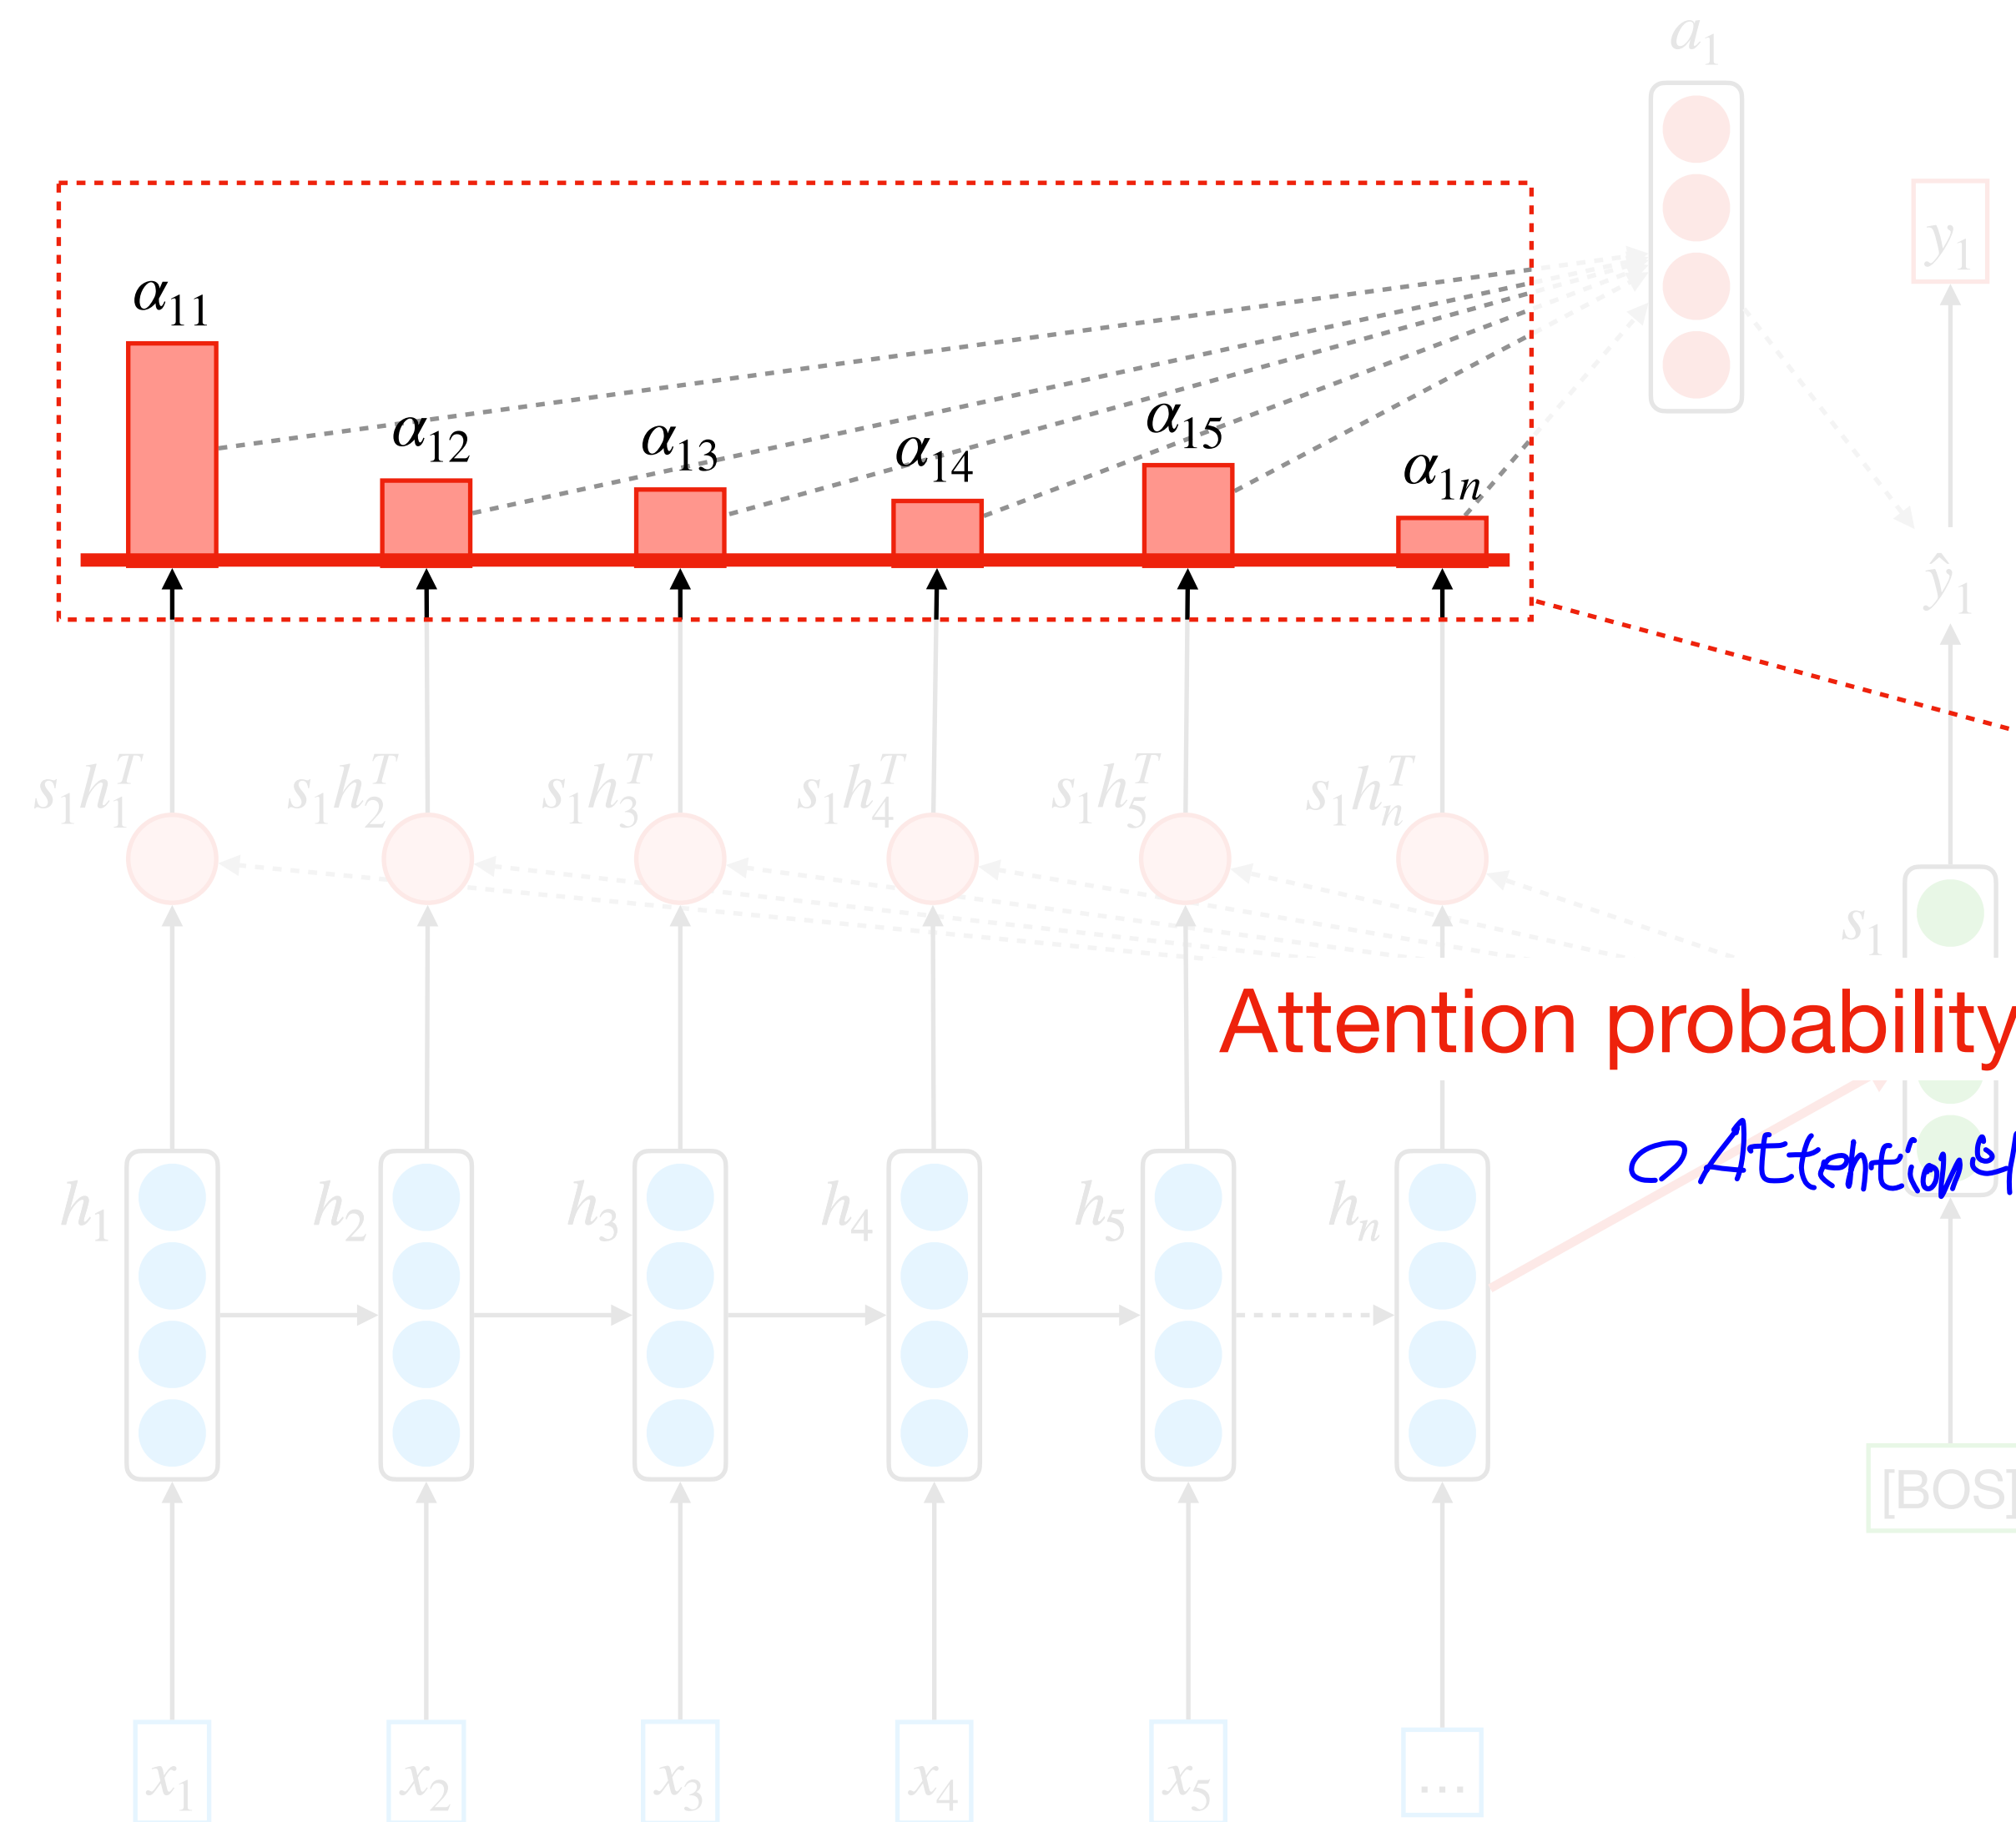 a₁
y₁
α₁₁
α₁₂ α₁₃ α₁₄ α₁₅ α₁ₙ
ŷ₁
s₁h₁ᵀ s₁h₂ᵀ s₁h₃ᵀ s₁h₄ᵀ s₁h₅ᵀ s₁hₙᵀ
s₁
Attention probability
h₁ h₂ h₃ h₄ h₅ hₙ
[BOS]
x₁ x₂ x₃ x₄ x₅ ...